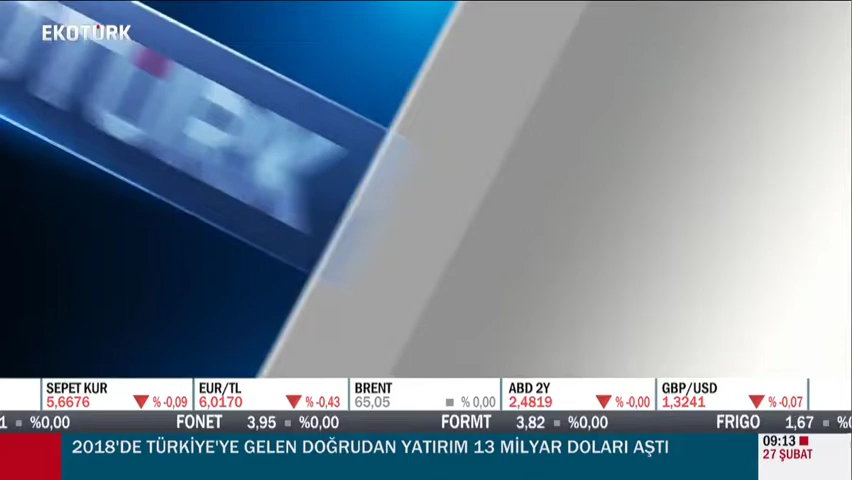 EKOTÜRK
ÜRK
SEPET KUR
5,6676 % -0,09
EUR/TL
6,0170 % -0,43
BRENT
65,05 % 0,00
ABD 2Y
2,4819 % -0,00
GBP/USD
1,3241 % -0,07
%0,00 FONET 3,95 %0,00 FORMT 3,82 %0,00 FRIGO 1,67
2018'DE TÜRKİYE'YE GELEN DOĞRUDAN YATIRIM 13 MİLYAR DOLARI AŞTI
09:13
27 ŞUBAT